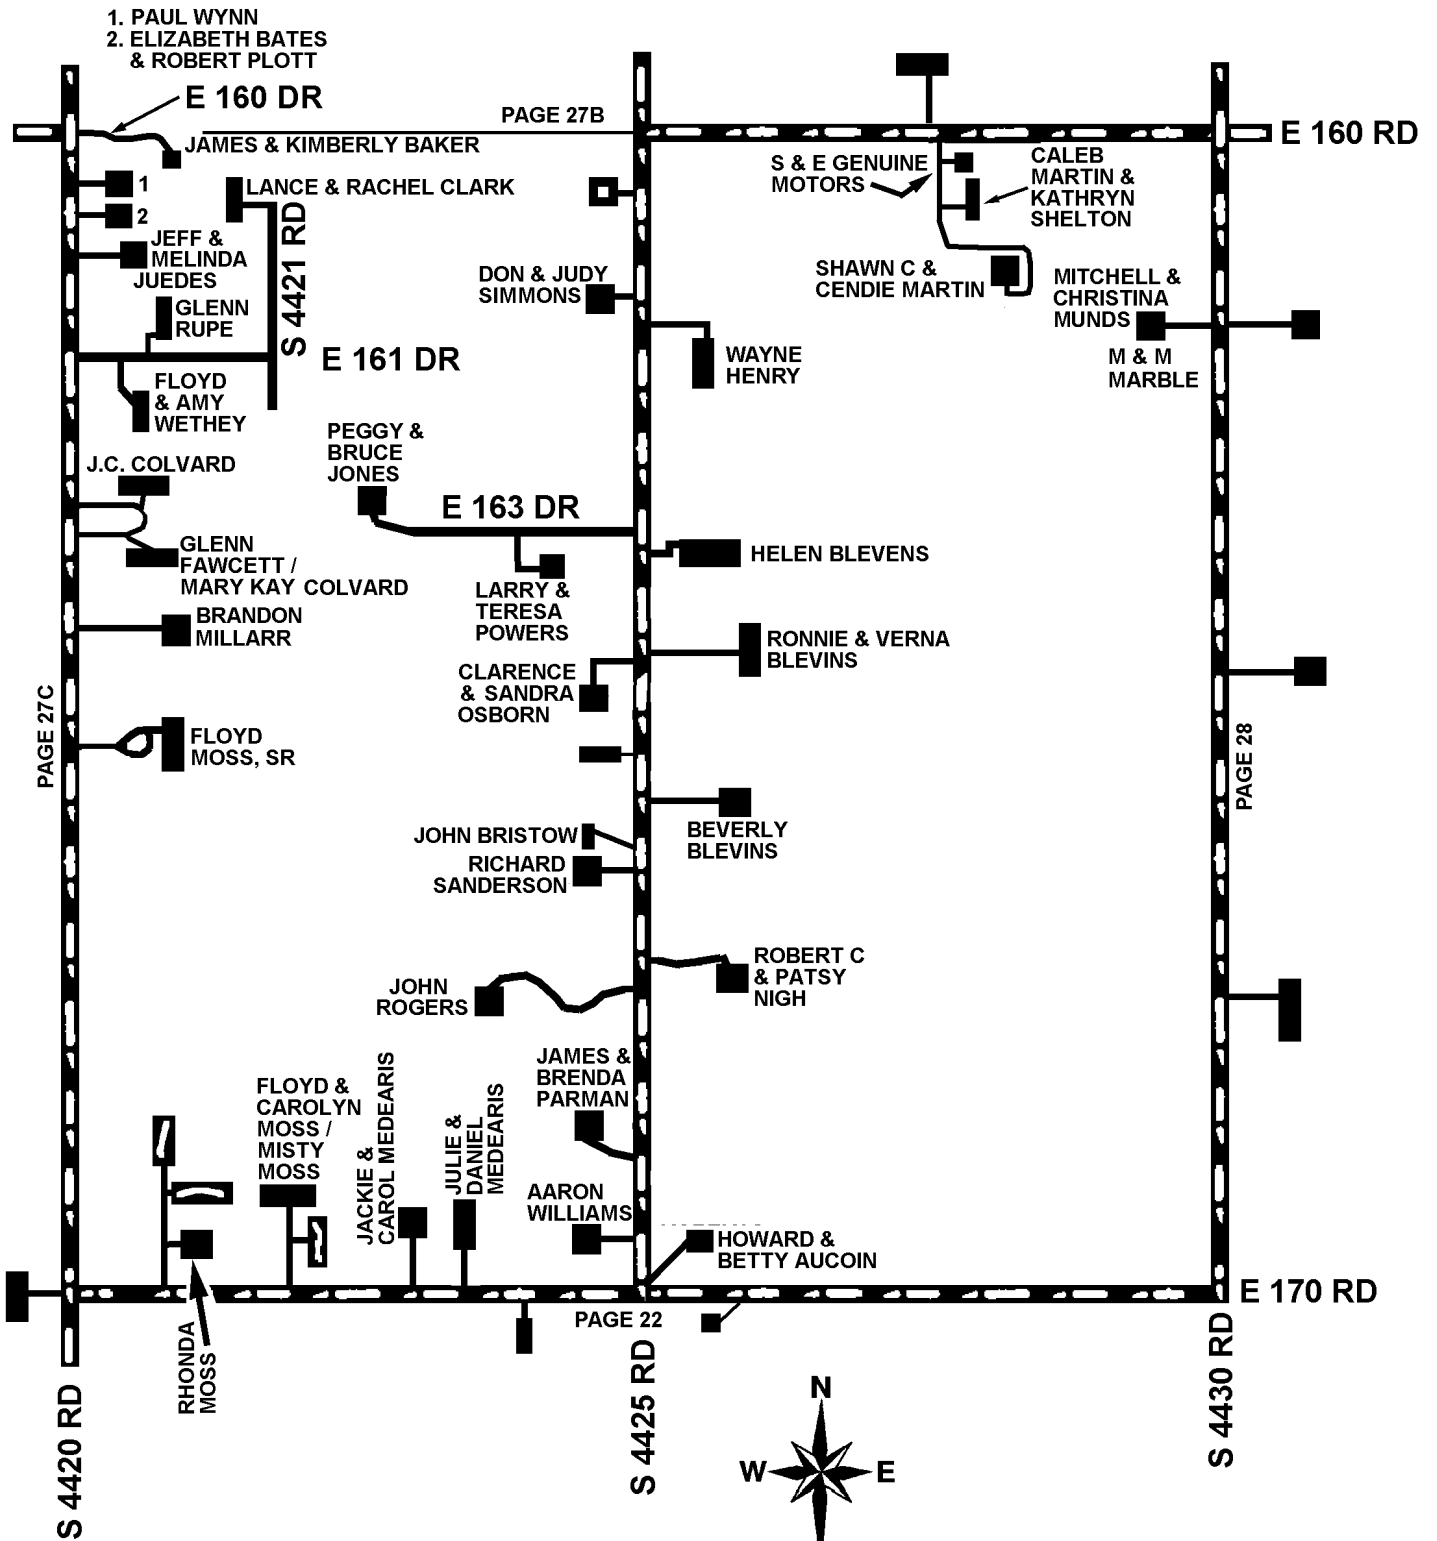 1. PAUL WYNN
2. ELIZABETH BATES
& ROBERT PLOTT
E 160 DR
PAGE 27B
E 160 RD
JAMES & KIMBERLY BAKER
1
2
LANCE & RACHEL CLARK
S 4421 RD
JEFF &
MELINDA
JUEDES
GLENN
RUPE
E 161 DR
FLOYD
& AMY
WETHEY
S & E GENUINE
MOTORS
CALEB
MARTIN &
KATHRYN
SHELTON
SHAWN C &
CENDIE MARTIN
MITCHELL &
CHRISTINA
MUNDS
M & M
MARBLE
DON & JUDY
SIMMONS
WAYNE
HENRY
PEGGY &
BRUCE
JONES
E 163 DR
J.C. COLVARD
GLENN
FAWCETT /
MARY KAY COLVARD
LARRY &
TERESA
POWERS
HELEN BLEVENS
BRANDON
MILLARR
RONNIE & VERNA
BLEVINS
CLARENCE
& SANDRA
OSBORN
PAGE 27C
FLOYD
MOSS, SR
PAGE 28
BEVERLY
BLEVINS
JOHN BRISTOW
RICHARD
SANDERSON
ROBERT C
& PATSY
NIGH
JOHN
ROGERS
JAMES &
BRENDA
PARMAN
FLOYD &
CAROLYN
MOSS /
MISTY
MOSS
JACKIE &
CAROL MEDEARIS
JULIE &
DANIEL
MEDEARIS
AARON
WILLIAMS
HOWARD &
BETTY AUCOIN
E 170 RD
PAGE 22
RHONDA
MOSS
S 4420 RD
S 4425 RD
S 4430 RD
N
W
E